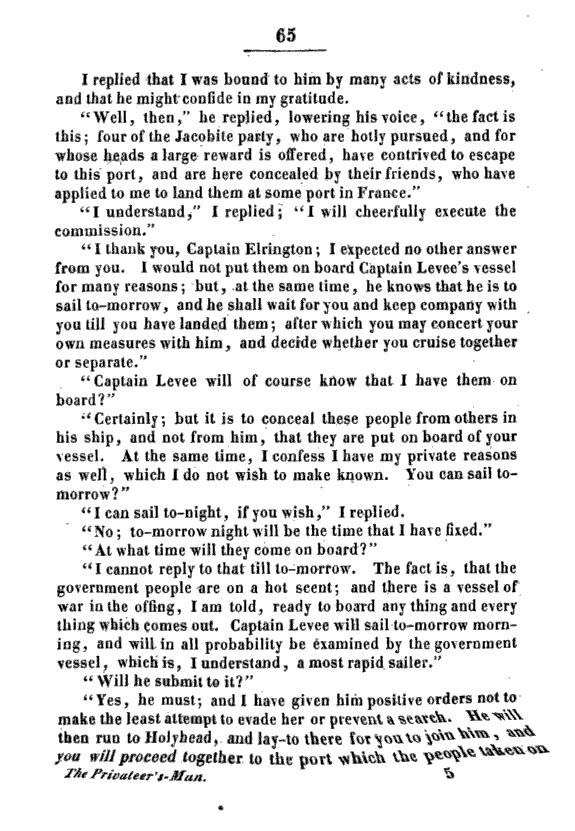 65
I replied that I was bound to him by many acts of kindness,
and that he might confide in my gratitude.
“Well, then,” he replied, lowering his voice, “the fact is
this; four of the Jacobite party, who are hotly pursued, and for
whose heads a large reward is offered, have contrived to escape
to this port, and are here concealed by their friends, who have
applied to me to land them at some port in France.”
“I understand,” I replied; “I will cheerfully execute the
commission.”
“I thank you, Captain Elrington; I expected no other answer
from you. I would not put them on board Captain Levee's vessel
for many reasons; but, at the same time, he knows that he is to
sail to-morrow, and he shall wait for you and keep company with
you till you have landed them; after which you may concert your
own measures with him, and decide whether you cruise together
or separate.”
“Captain Levee will of course know that I have them on
board?”
“Certainly; but it is to conceal these people from others in
his ship, and not from him, that they are put on board of your
vessel. At the same time, I confess I have my private reasons
as well, which I do not wish to make known. You can sail to-
morrow?”
“I can sail to-night, if you wish,” I replied.
“No; to-morrow night will be the time that I have fixed.”
“At what time will they come on board?”
“I cannot reply to that till to-morrow. The fact is, that the
government people are on a hot scent; and there is a vessel of
war in the offing, I am told, ready to board any thing and every
thing which comes out. Captain Levee will sail to-morrow morn-
ing, and will in all probability be examined by the government
vessel, which is, I understand, a most rapid sailer.”
“Will he submit to it?”
“Yes, he must; and I have given him positive orders not to
make the least attempt to evade her or prevent a search. He will
then run to Holyhead, and lay-to there for you to join him, and
you will proceed together to the port which the people taken on
The Privateer's-Man. 5